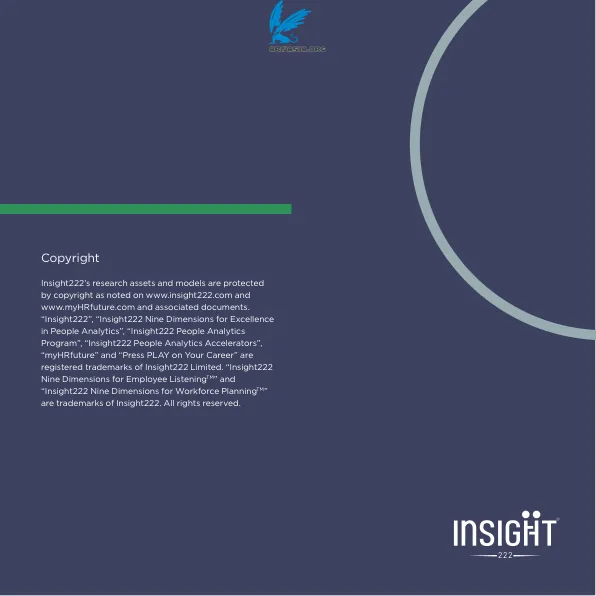 HRFVASIA.ORG
Copyright
Insight222's research assets and models are protected
by copyright as noted on www.insight222.com and
www.myHRfuture.com and associated documents.
“Insight222”, “Insight222 Nine Dimensions for Excellence
in People Analytics”, “Insight222 People Analytics
Program”, “Insight222 People Analytics Accelerators”,
“myHRfuture” and “Press PLAY on Your Career” are
registered trademarks of Insight222 Limited. “Insight222
Nine Dimensions for Employee Listening™” and
“Insight222 Nine Dimensions for Workforce Planning™”
are trademarks of Insight222. All rights reserved.
INSIGHT
222